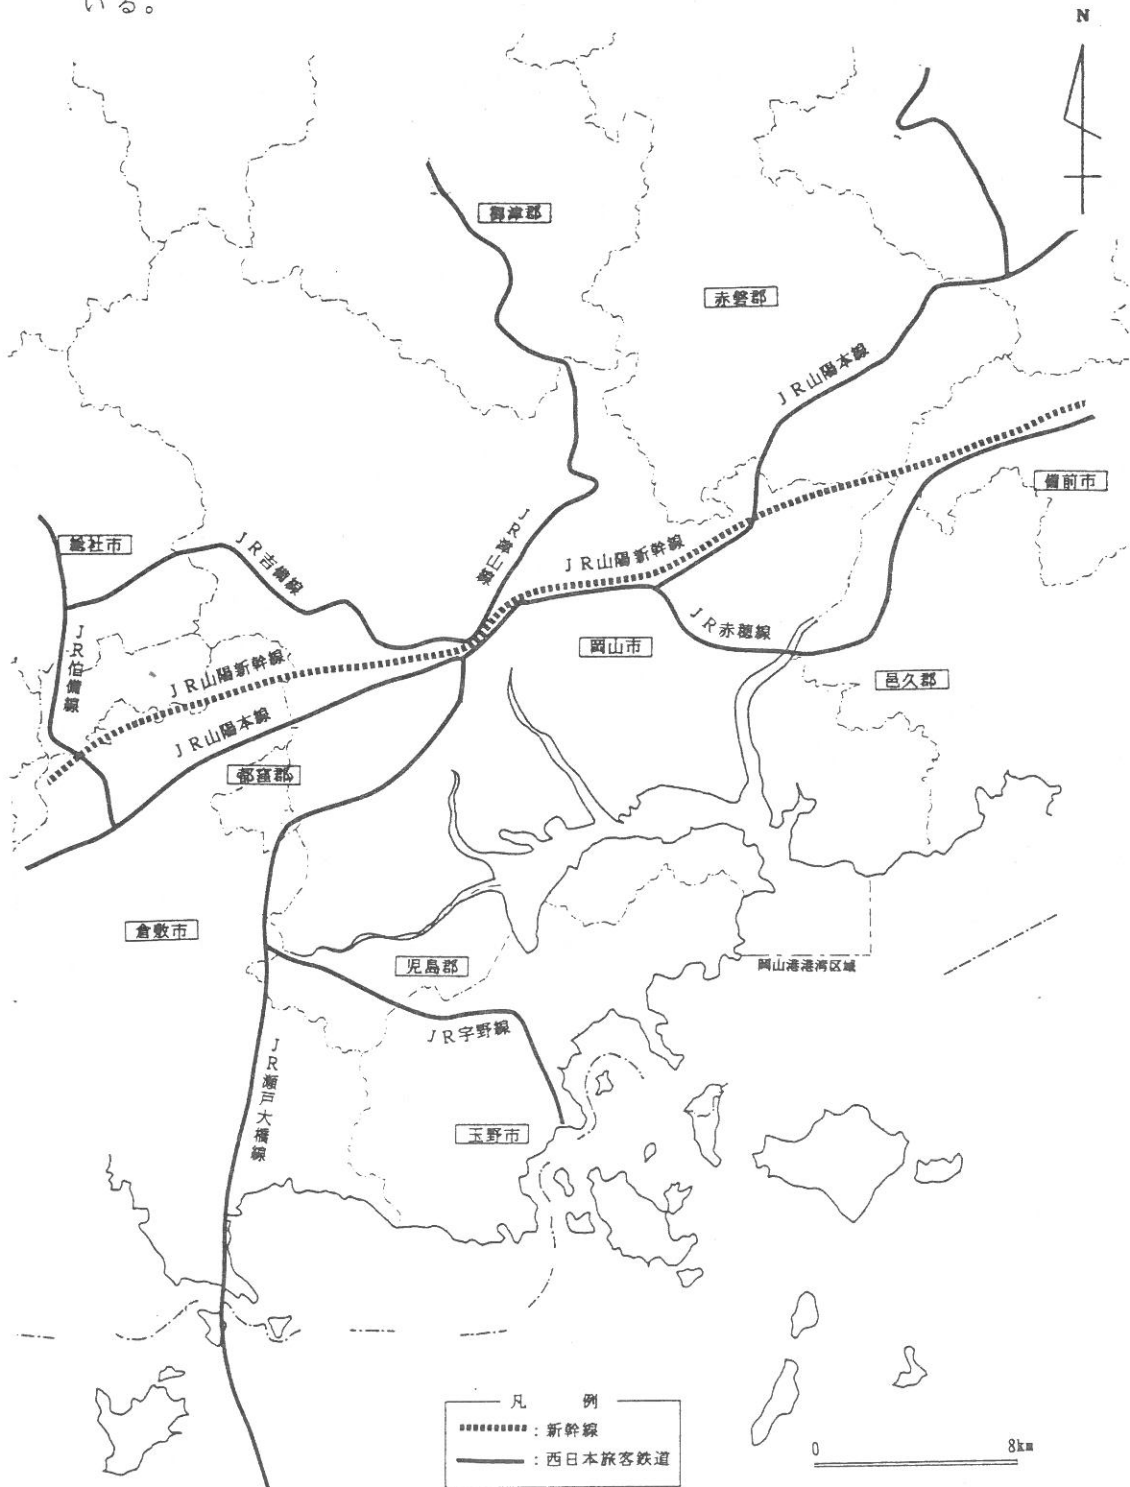 いる。
N
御津郡
赤磐郡
JR山陽本線
備前市
総社市
JR吉備線
JR津山線
JR山陽新幹線
JR赤穂線
岡山市
JR伯備線
JR山陽新幹線
邑久郡
JR山陽本線
都窪郡
倉敷市
児島郡
岡山港港湾区域
JR宇野線
JR瀬戸大橋線
玉野市
凡例
：新幹線
：西日本旅客鉄道
0 8km